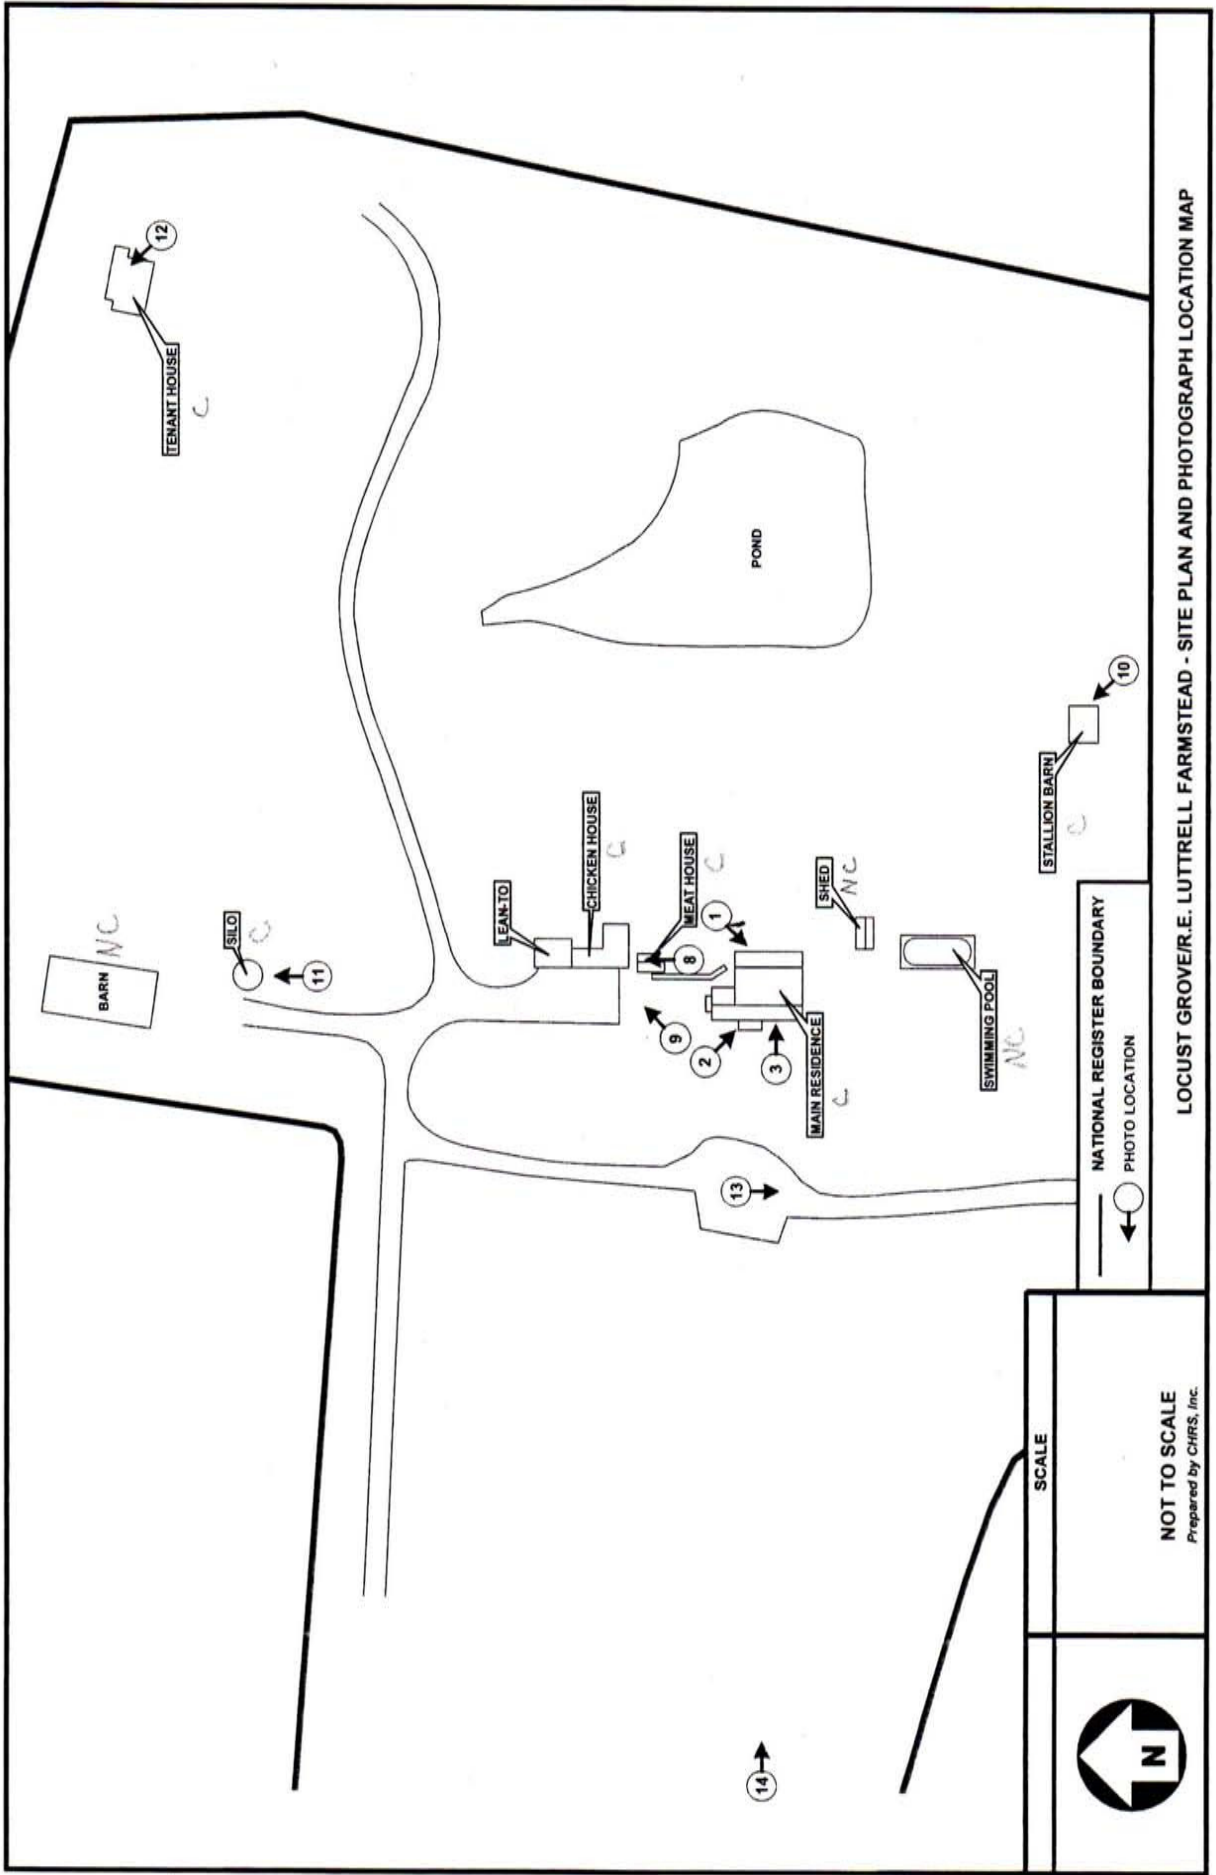 BARN
NC
SILO
C
11
12
TENANT HOUSE
C
LEAN-TO
CHICKEN HOUSE
C
MEAT HOUSE
C
8
9
1
2
3
MAIN RESIDENCE
C
POND
SHED
NC
SWIMMING POOL
NC
STALLION BARN
C
10
13
14
NATIONAL REGISTER BOUNDARY
PHOTO LOCATION
N
SCALE
NOT TO SCALE
Prepared by CHRS, Inc.
LOCUST GROVE/R.E. LUTTRELL FARMSTEAD - SITE PLAN AND PHOTOGRAPH LOCATION MAP